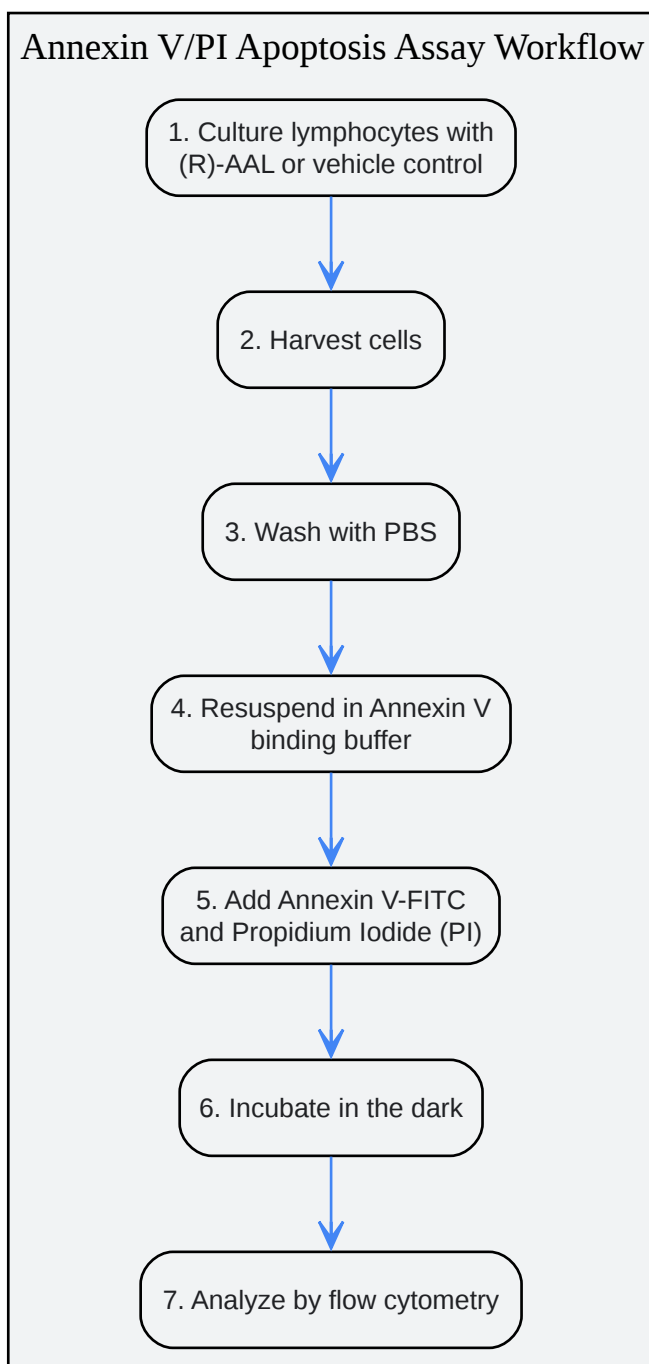 Annexin V/PI Apoptosis Assay Workflow
1. Culture lymphocytes with
(R)-AAL or vehicle control
2. Harvest cells
3. Wash with PBS
4. Resuspend in Annexin V
binding buffer
5. Add Annexin V-FITC
and Propidium Iodide (PI)
6. Incubate in the dark
7. Analyze by flow cytometry